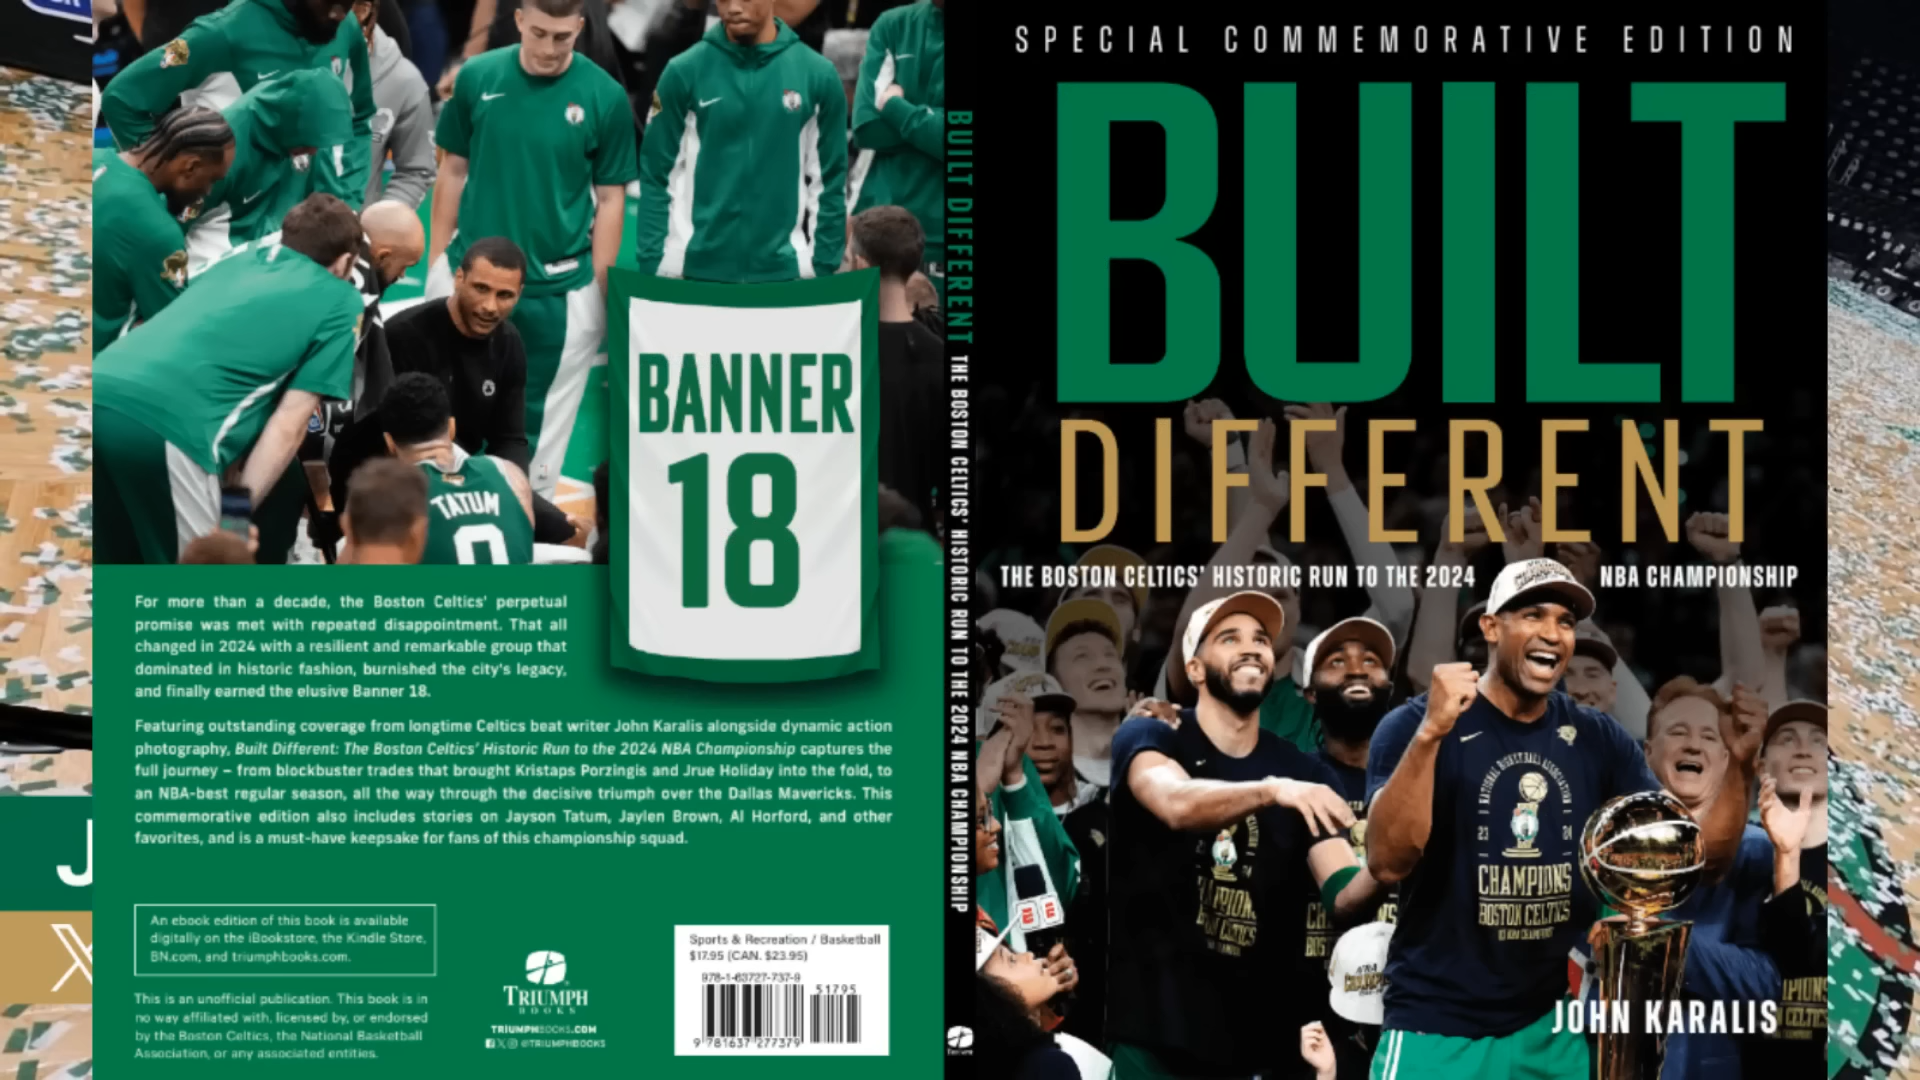 BANNER
18
TATUM
0
For more than a decade, the Boston Celtics' perpetual
promise was met with repeated disappointment. That all
changed in 2024 with a resilient and remarkable group that
dominated in historic fashion, burnished the city's legacy,
and finally earned the elusive Banner 18.
Featuring outstanding coverage from longtime Celtics beat writer John Karalis alongside dynamic action
photography, Built Different: The Boston Celtics' Historic Run to the 2024 NBA Championship captures the
full journey – from blockbuster trades that brought Kristaps Porzingis and Jrue Holiday into the fold, to
an NBA-best regular season, all the way through the decisive triumph over the Dallas Mavericks. This
commemorative edition also includes stories on Jayson Tatum, Jaylen Brown, Al Horford, and other
favorites, and is a must-have keepsake for fans of this championship squad.
An ebook edition of this book is available
digitally on the iBookstore, the Kindle Store,
BN.com, and triumphbooks.com.
This is an unofficial publication. This book is in
no way affiliated with, licensed by, or endorsed
by the Boston Celtics, the National Basketball
Association, or any associated entities.
TRIUMPH
BOOKS
TRIUMPHBOOKS.COM
@TRIUMPHBOOKS
Sports & Recreation / Basketball
$17.95 (CAN. $23.95)
978-1-63727-737-9
51795
9 781637 277379
BUILT DIFFERENT THE BOSTON CELTICS' HISTORIC RUN TO THE 2024 NBA CHAMPIONSHIP
TRIUMPH
SPECIAL COMMEMORATIVE EDITION
BUILT
DIFFERENT
THE BOSTON CELTICS' HISTORIC RUN TO THE 2024 NBA CHAMPIONSHIP
NATIONAL BASKETBALL ASSOCIATION
23 24
CHAMPIONS
BOSTON CELTICS
JOHN KARALIS
J
X